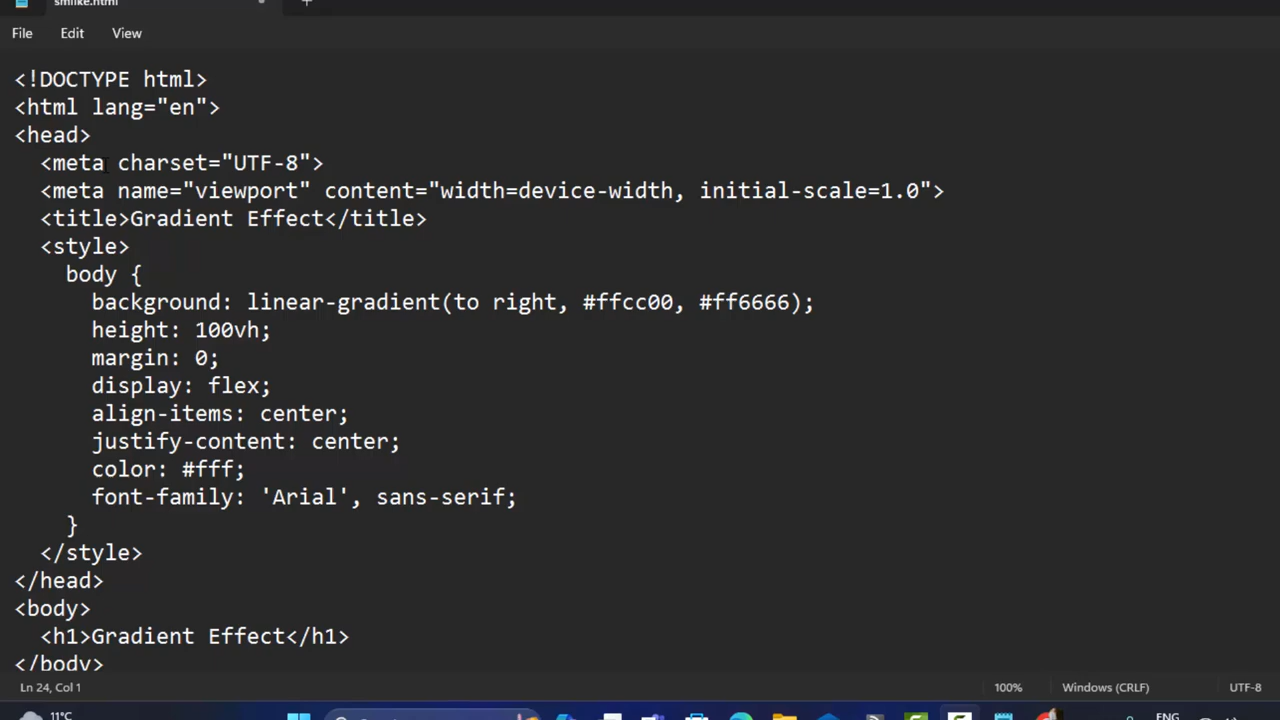 smilke.html
File Edit View
<!DOCTYPE html>
<html lang="en">
<head>
<meta charset="UTF-8">
<meta name="viewport" content="width=device-width, initial-scale=1.0">
<title>Gradient Effect</title>
<style>
body {
background: linear-gradient(to right, #ffcc00, #ff6666);
height: 100vh;
margin: 0;
display: flex;
align-items: center;
justify-content: center;
color: #fff;
font-family: 'Arial', sans-serif;
}
</style>
</head>
<body>
<h1>Gradient Effect</h1>
</body>
Ln 24, Col 1
100%
Windows (CRLF)
UTF-8
11°C
ENG